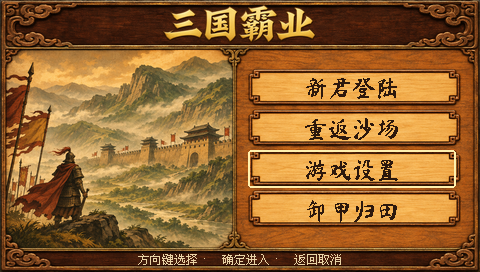 三国霸业
新君登陆
重返沙场
游戏设置
卸甲归田
方向键选择 · 确定进入 · 返回取消